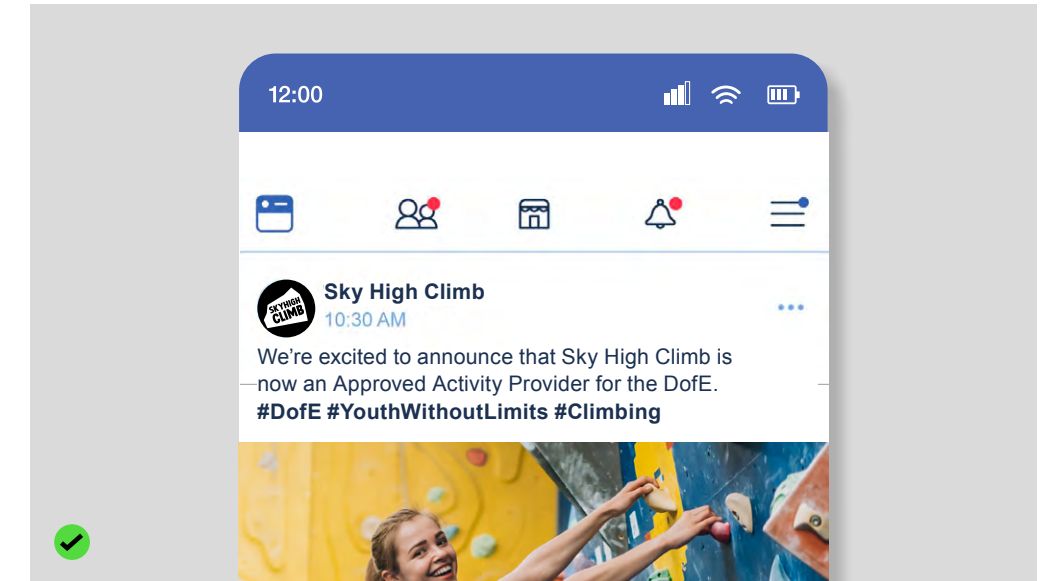 12:00
SKYHIGH
CLIMB
Sky High Climb
10:30 AM
We’re excited to announce that Sky High Climb is
now an Approved Activity Provider for the DofE.
#DofE #YouthWithoutLimits #Climbing